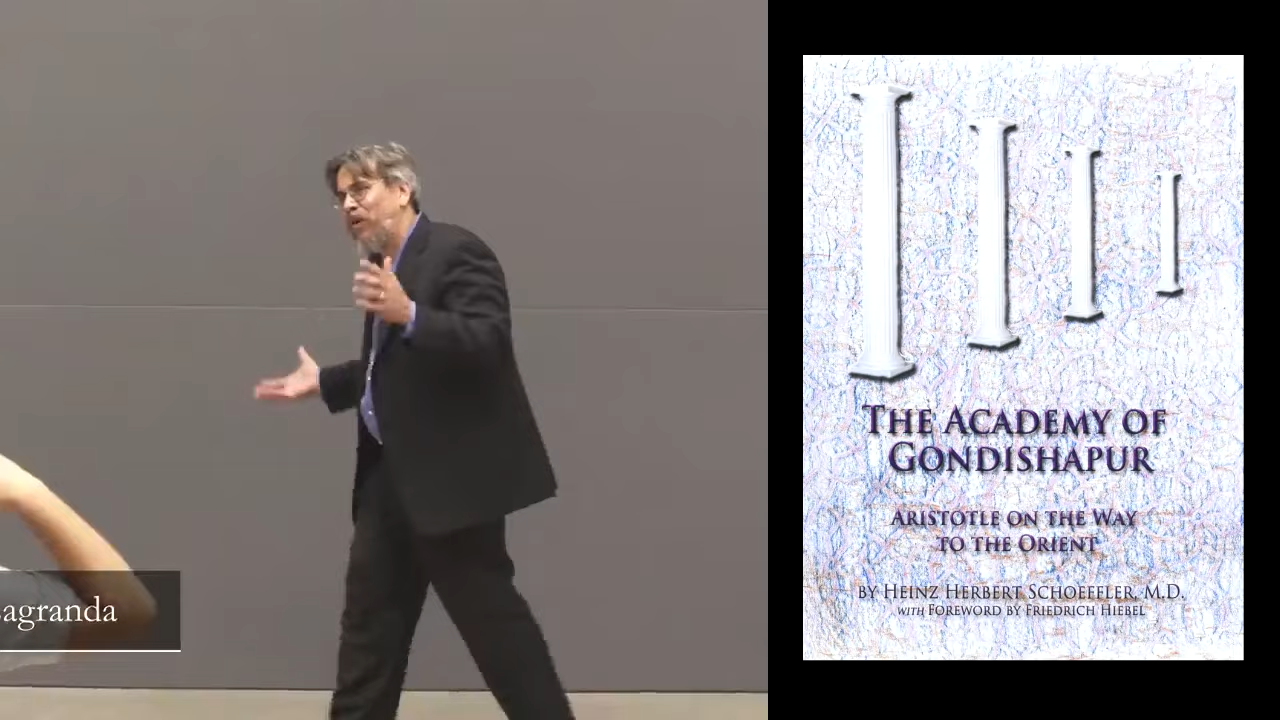 agranda
THE ACADEMY OF
GONDISHAPUR
ARISTOTLE ON THE WAY
TO THE ORIENT
BY HEINZ HERBERT SCHOEFFLER, M.D.
WITH FOREWORD BY FRIEDRICH HIEBEL